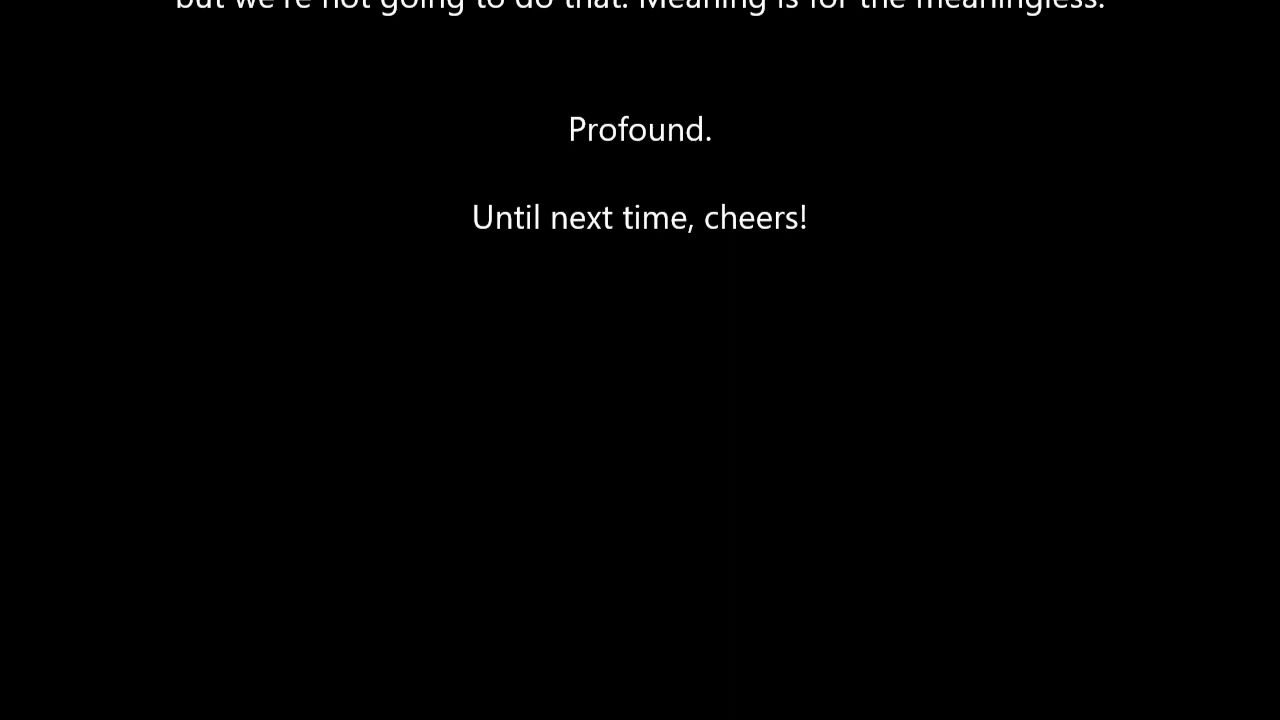 but we're not going to do that. Meaning is for the meaningless.
Profound.
Until next time, cheers!